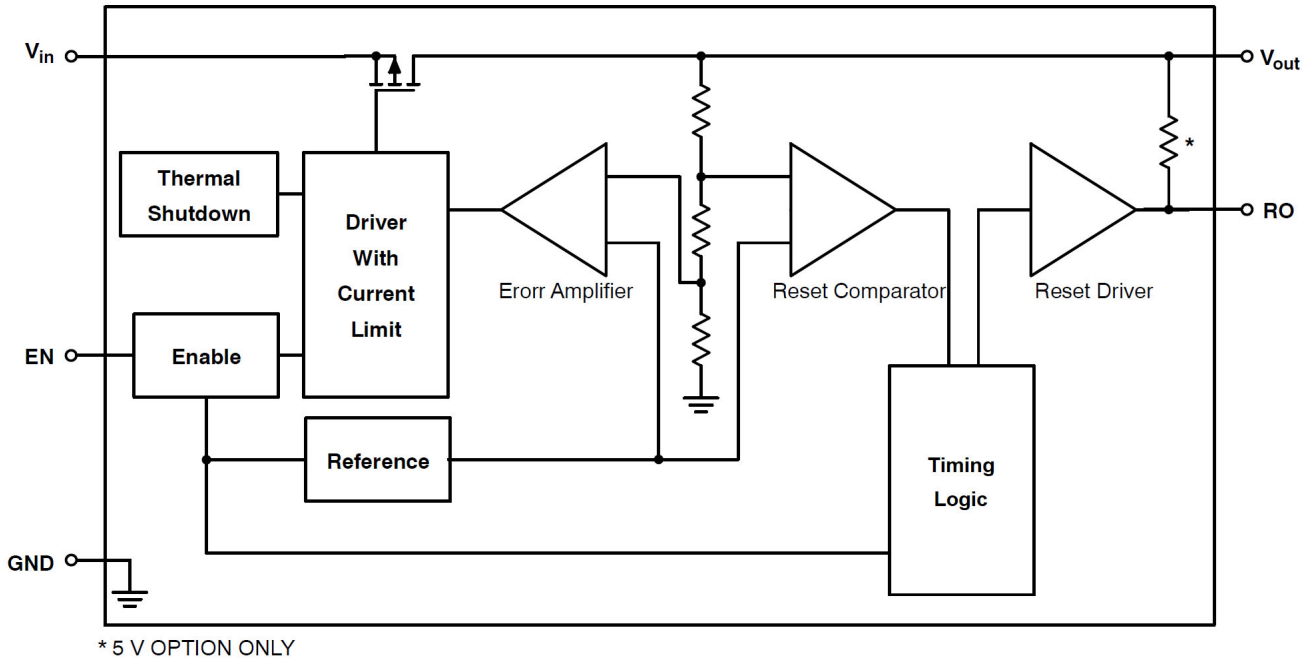 Vin
Vout
*
Thermal
Shutdown
Driver
With
Current
Limit
RO
Erorr Amplifier
Reset Comparator
Reset Driver
EN
Enable
Reference
Timing
Logic
GND
* 5 V OPTION ONLY